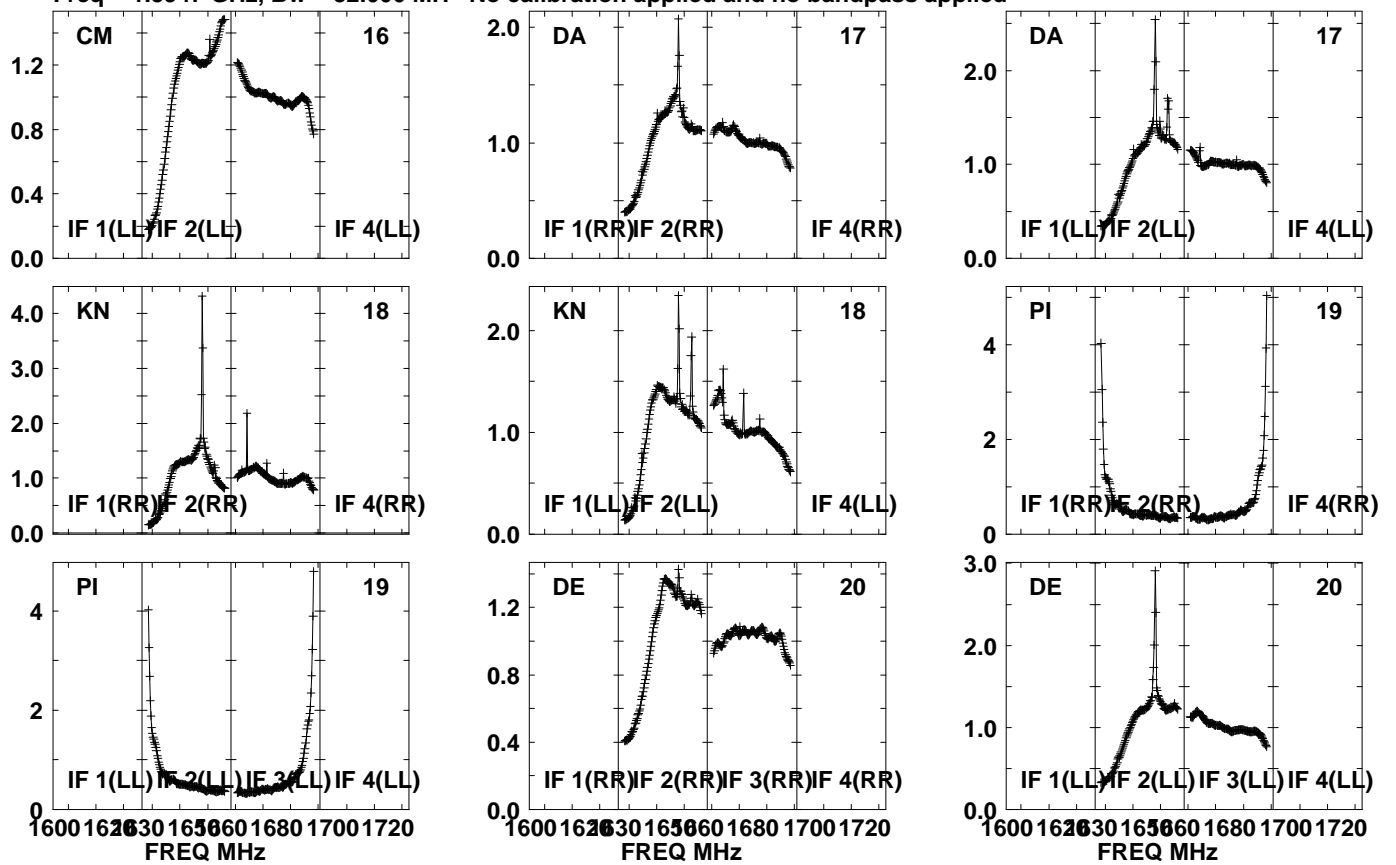 No calibration applied and no bandpass applied
CM 16
1.2
0.8
0.4
0.0
IF 1(LL) IF 2(LL) IF 4(LL)
DA 17
2.0
1.0
0.0
IF 1(RR) IF 2(RR) IF 4(RR)
DA 17
2.0
1.0
0.0
IF 1(LL) IF 2(LL) IF 4(LL)
KN 18
4.0
3.0
2.0
1.0
0.0
IF 1(RR) IF 2(RR) IF 4(RR)
KN 18
2.0
1.0
0.0
IF 1(LL) IF 2(LL) IF 4(LL)
PI 19
4
2
0
IF 1(RR) IF 2(RR) IF 4(RR)
PI 19
4
2
0
IF 1(LL) IF 2(LL) IF 3(LL) IF 4(LL)
1600 1620 1630 1650 1660 1680 1700 1720
FREQ MHz
DE 20
1.2
0.8
0.4
IF 1(RR) IF 2(RR) IF 3(RR) IF 4(RR)
1600 1620 1630 1650 1660 1680 1700 1720
FREQ MHz
DE 20
3.0
2.0
1.0
0.0
IF 1(LL) IF 2(LL) IF 3(LL) IF 4(LL)
1600 1620 1630 1650 1660 1680 1700 1720
FREQ MHz